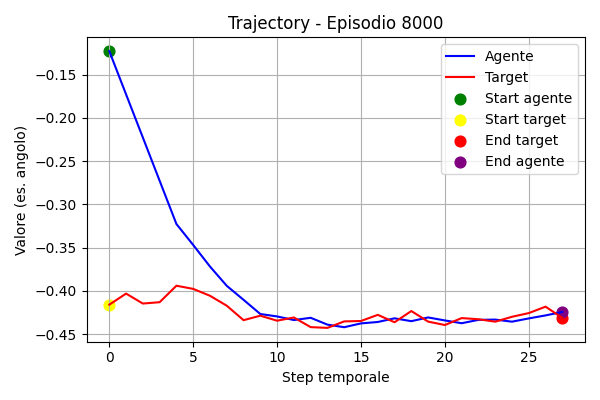 Trajectory - Episodio 8000
Valore (es. angolo)
−0.15
−0.20
−0.25
−0.30
−0.35
−0.40
−0.45
0
5
10
15
20
25
Step temporale
Agente
Target
Start agente
Start target
End target
End agente